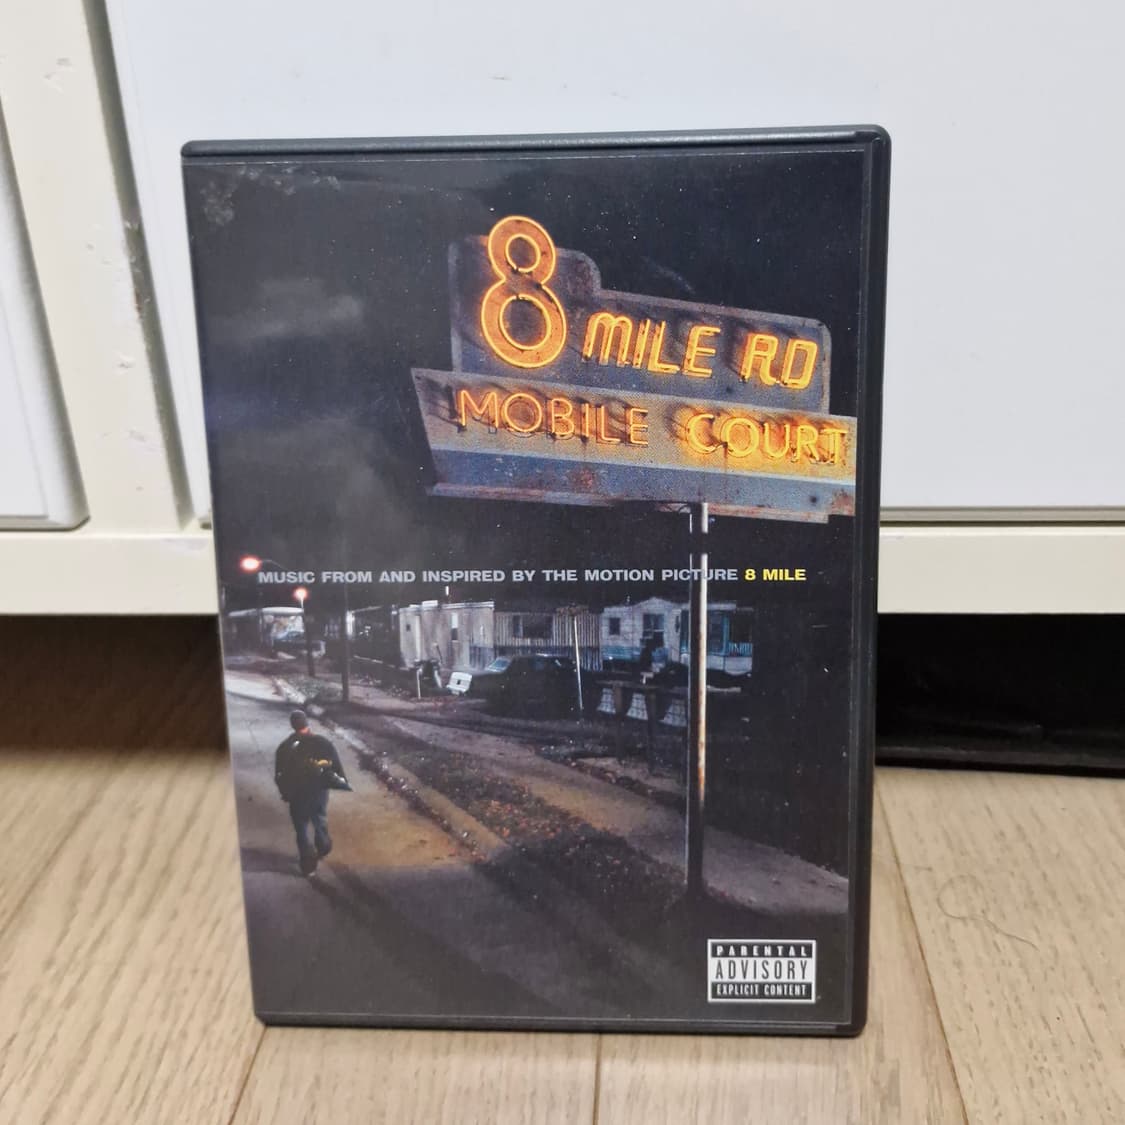 8 MILE RD
MOBILE COURT
MUSIC FROM AND INSPIRED BY THE MOTION PICTURE 8 MILE
PARENTAL
ADVISORY
EXPLICIT CONTENT